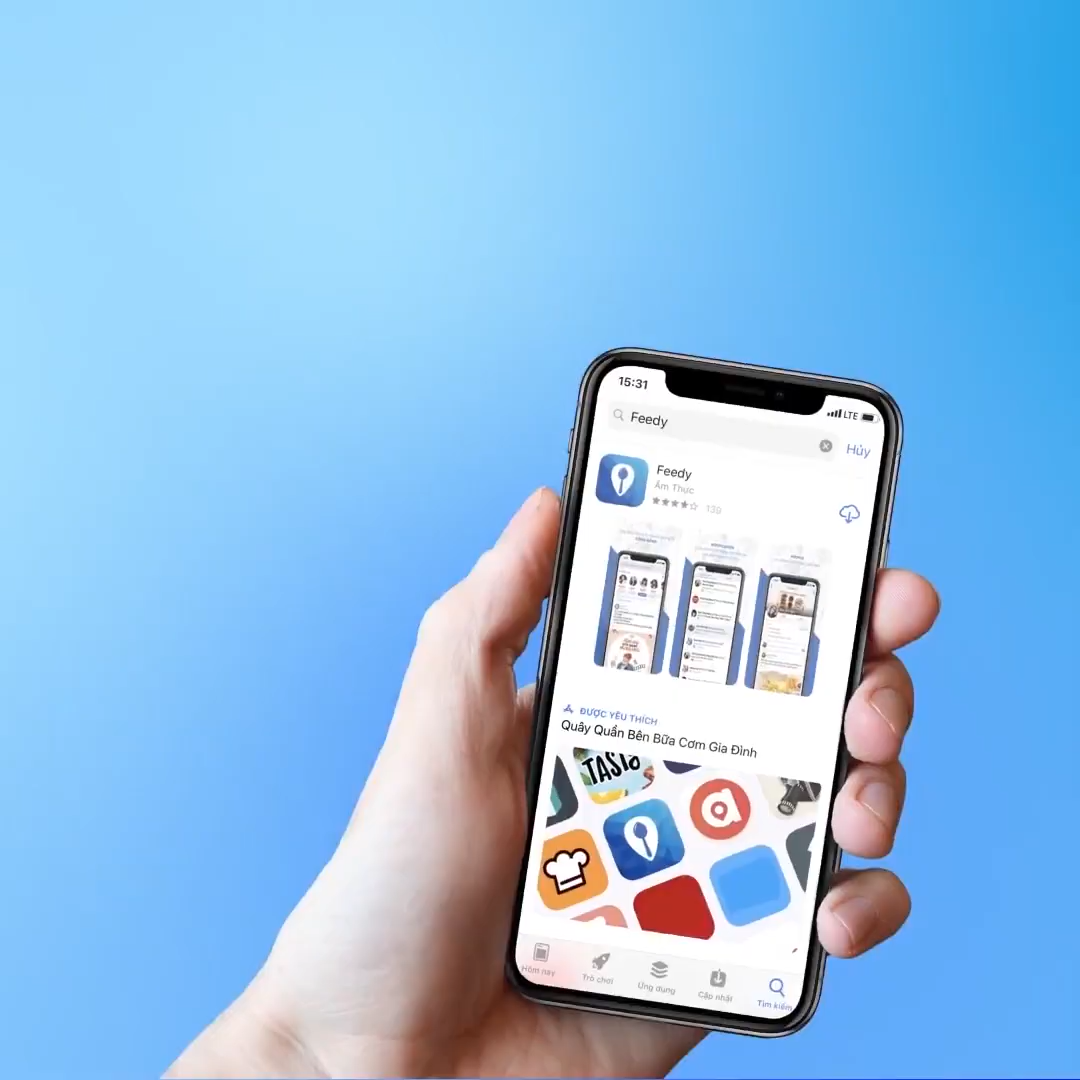 15:31
LTE
Feedy
Hủy
Feedy
Ẩm Thực
139
ĐƯỢC YÊU THÍCH
Quây Quần Bên Bữa Cơm Gia Đình
TASTY
Hôm nay
Trò chơi
Ứng dụng
Cập nhật
Tìm kiếm